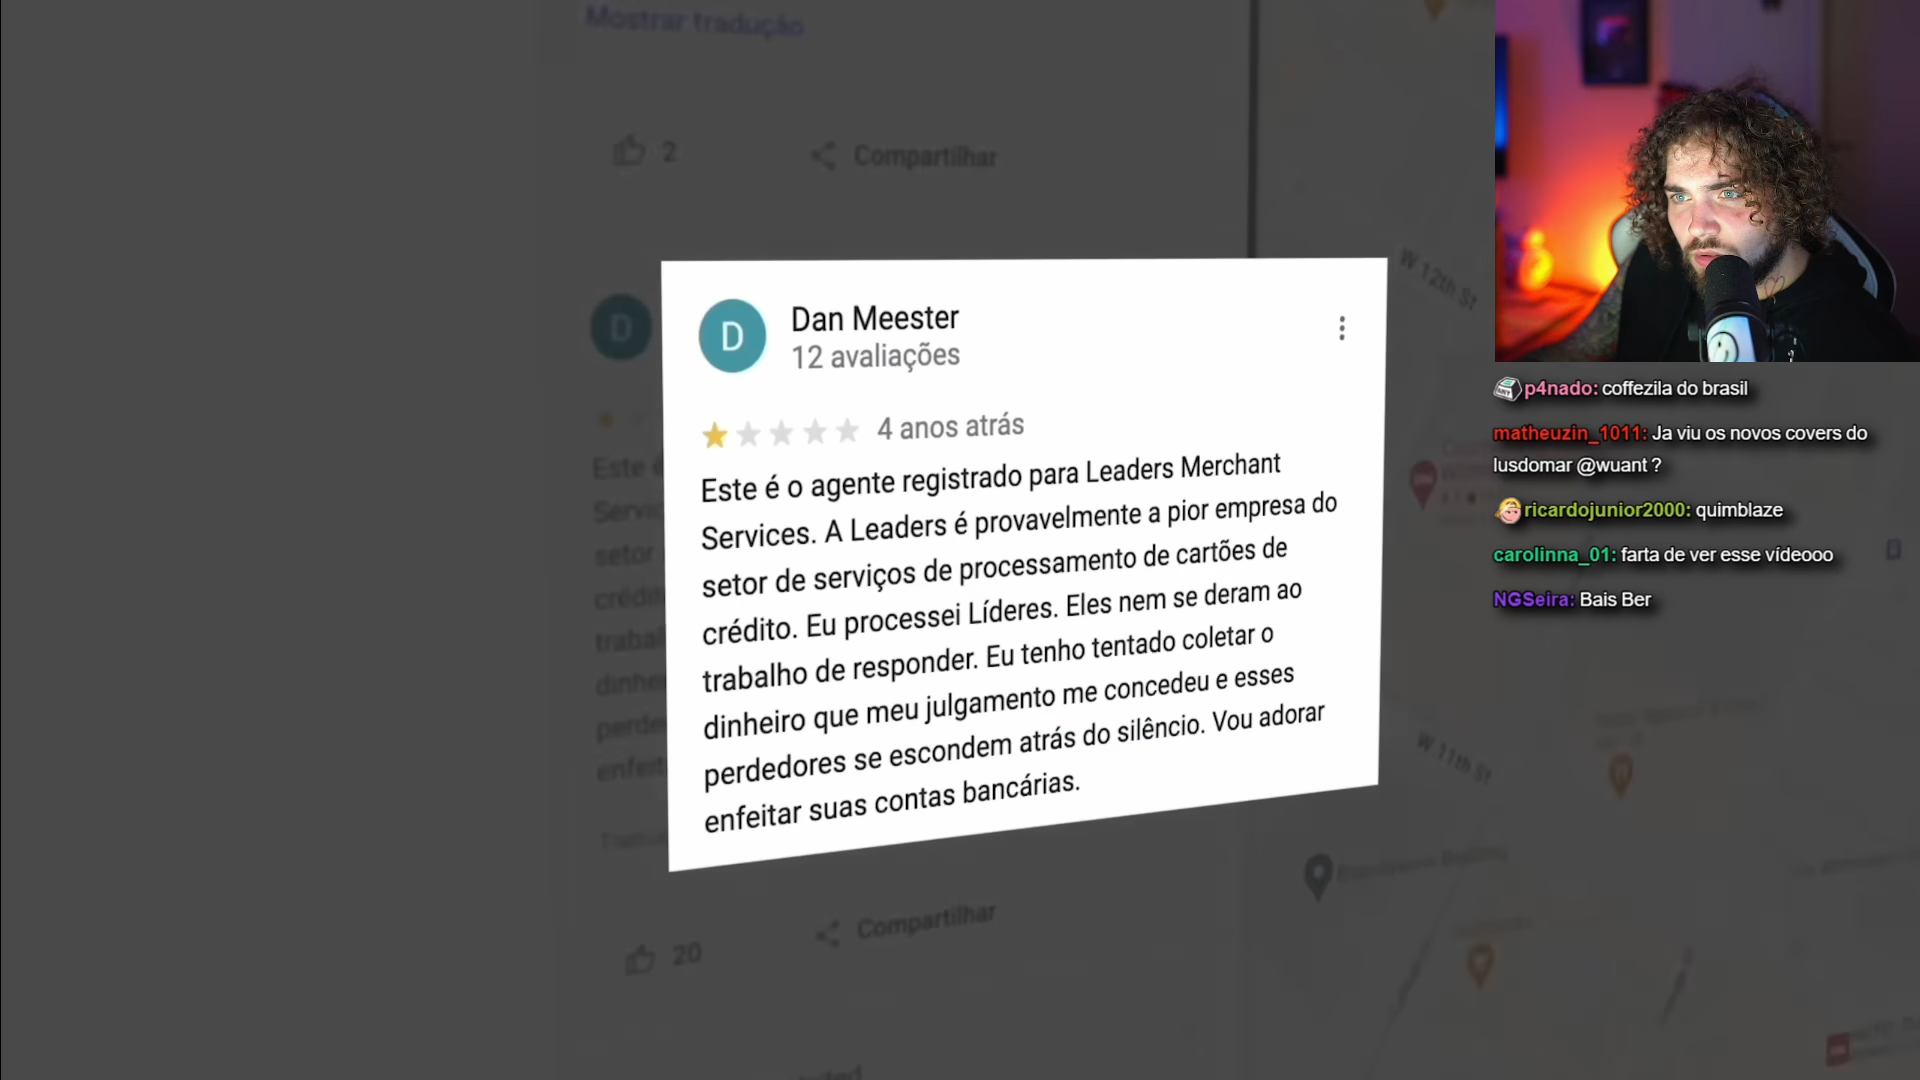 Mostrar tradução
2
Compartilhar
D
D
Dan Meester
12 avaliações
4 anos atrás
Este é o agente registrado para Leaders Merchant
Services. A Leaders é provavelmente a pior empresa do
setor de serviços de processamento de cartões de
crédito. Eu processei Líderes. Eles nem se deram ao
trabalho de responder. Eu tenho tentado coletar o
dinheiro que meu julgamento me concedeu e esses
perdedores se escondem atrás do silêncio. Vou adorar
enfeitar suas contas bancárias.
20
Compartilhar
W 12th St
W 11th St
p4nado: coffezila do brasil
matheuzin_1011: Ja viu os novos covers do
lusdomar @wuant ?
ricardojunior2000: quimblaze
carolinna_01: farta de ver esse vídeooo
NGSeira: Bais Ber